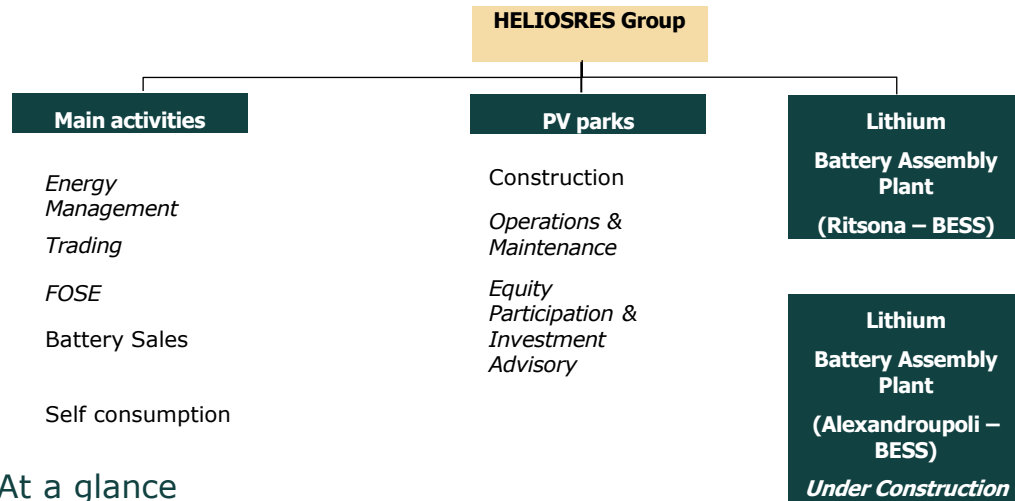 HELIOSRES Group
Main activities
Energy
Management
Trading
FOSE
Battery Sales
Self consumption
PV parks
Construction
Operations &
Maintenance
Equity
Participation &
Investment
Advisory
Lithium
Battery Assembly
Plant
(Ritsona – BESS)
Lithium
Battery Assembly
Plant
(Alexandroupoli –
BESS)
Under Construction
At a glance